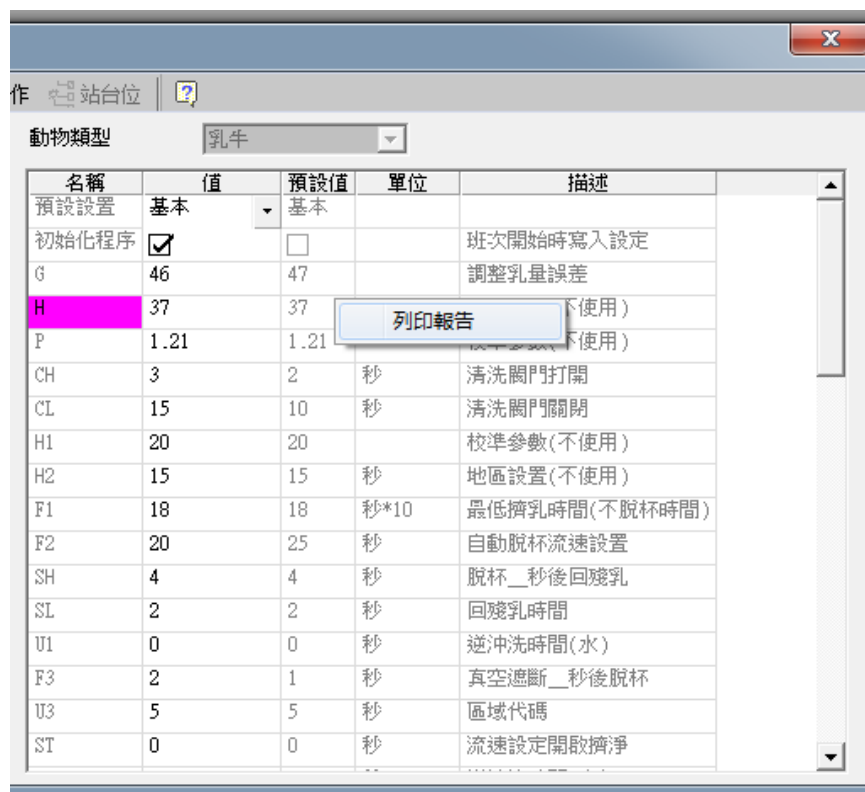 作 站台位
動物類型 乳牛
名稱 值 預設值 單位 描述
預設設置 基本 基本
初始化程序 班次開始時寫入設定
G 46 47 調整乳量誤差
H 37 37 不使用)
列印報告
P 1.21 1.21 校準參數(不使用)
CH 3 2 秒 清洗閥門打開
CL 15 10 秒 清洗閥門關閉
H1 20 20 校準參數(不使用)
H2 15 15 秒 地區設置(不使用)
F1 18 18 秒*10 最低擠乳時間(不脫杯時間)
F2 20 25 秒 自動脫杯流速設置
SH 4 4 秒 脫杯__秒後回殘乳
SL 2 2 秒 回殘乳時間
U1 0 0 秒 逆沖洗時間(水)
F3 2 1 秒 真空遮斷__秒後脫杯
U3 5 5 秒 區域代碼
ST 0 0 秒 流速設定開啟擠淨